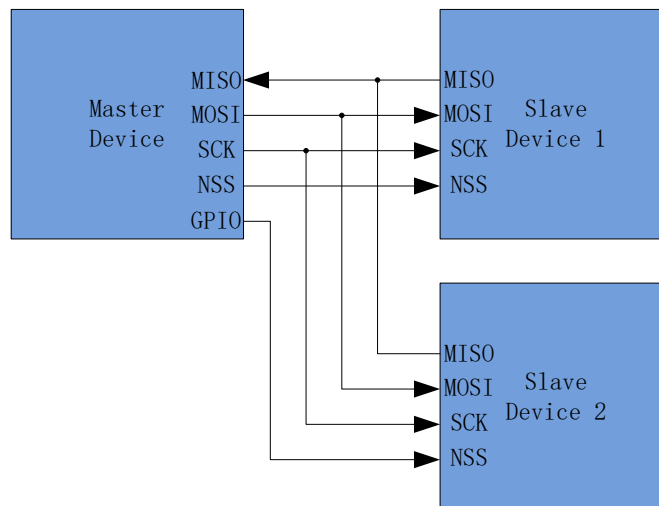 Master
Device
MISO
MOSI
SCK
NSS
GPIO
MISO
MOSI
SCK
NSS
Slave
Device 1
MISO
MOSI
SCK
NSS
Slave
Device 2